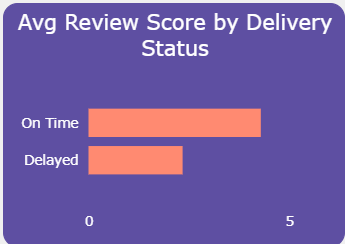 Avg Review Score by Delivery
Status
On Time
Delayed
0 5